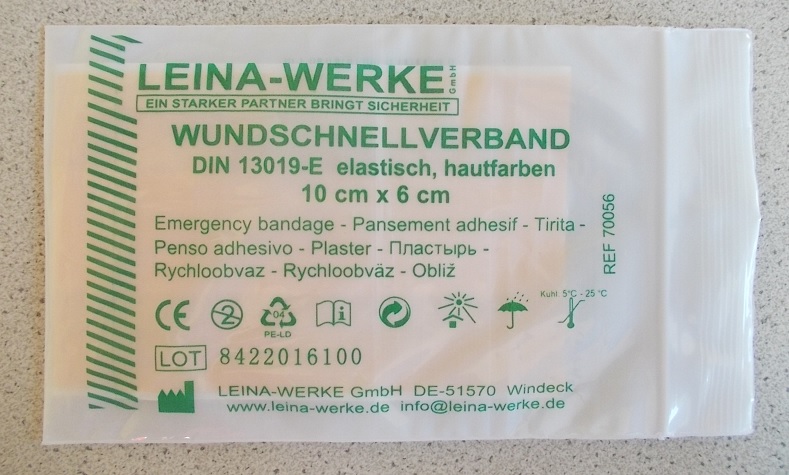 LEINA-WERKE GmbH
EIN STARKER PARTNER BRINGT SICHERHEIT
WUNDSCHNELLVERBAND
DIN 13019-E elastisch, hautfarben
10 cm x 6 cm
Emergency bandage - Pansement adhesif - Tirita -
Penso adhesivo - Plaster - Пластырь -
Rychloobvaz - Rychloobväz - Obliž
REF 70056
CE 2 04 i Kuhl. 5°C - 25 °C
PE-LD
LOT 8422016100
LEINA-WERKE GmbH DE-51570 Windeck
www.leina-werke.de info@leina-werke.de